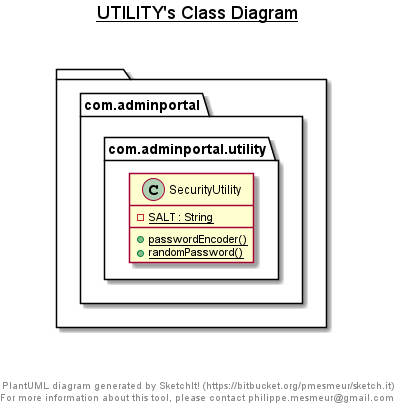 UTILITY's Class Diagram
com.adminportal
com.adminportal.utility
C SecurityUtility
SALT : String
passwordEncoder()
randomPassword()
PlantUML diagram generated by SketchIt! (https://bitbucket.org/pmesmeur/sketch.it)
For more information about this tool, please contact philippe.mesmeur@gmail.com